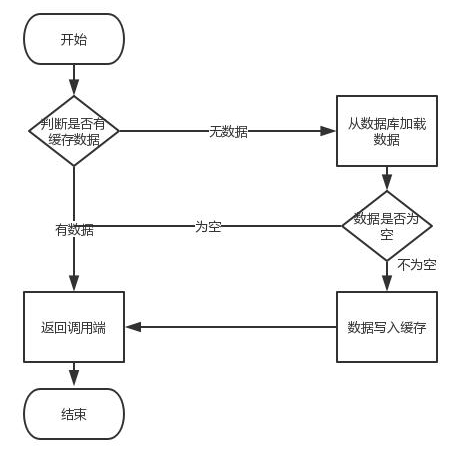 开始
判断是否有
缓存数据
无数据
从数据库加载
数据
有数据
为空
数据是否为
空
不为空
返回调用端
数据写入缓存
结束